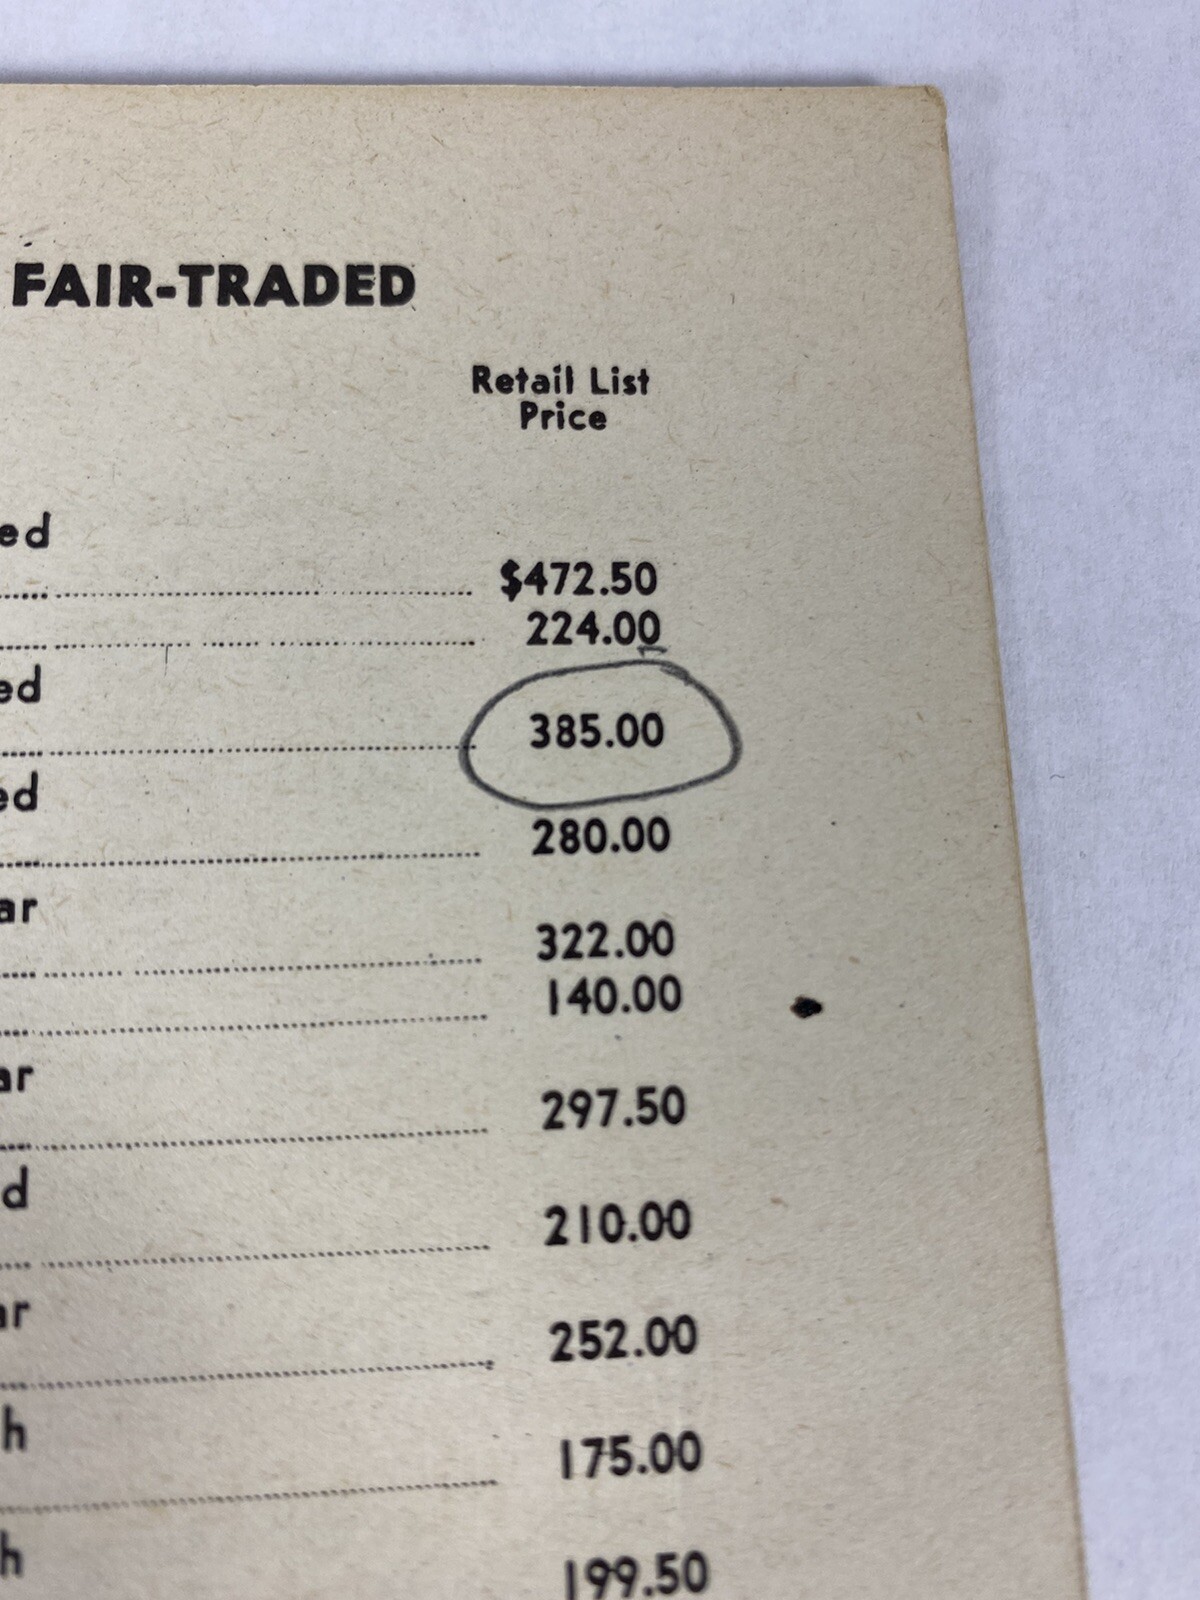 FAIR-TRADED
Retail List
Price
ed
$472.50
224.00
ed
385.00
ed
280.00
ar
322.00
140.00
ar
297.50
d
210.00
ar
252.00
h
175.00
h
199.50